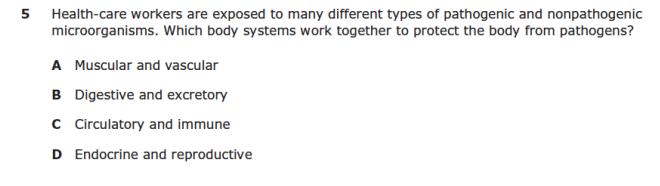 5 Health-care workers are exposed to many different types of pathogenic and nonpathogenic
microorganisms. Which body systems work together to protect the body from pathogens?
A Muscular and vascular
B Digestive and excretory
C Circulatory and immune
D Endocrine and reproductive